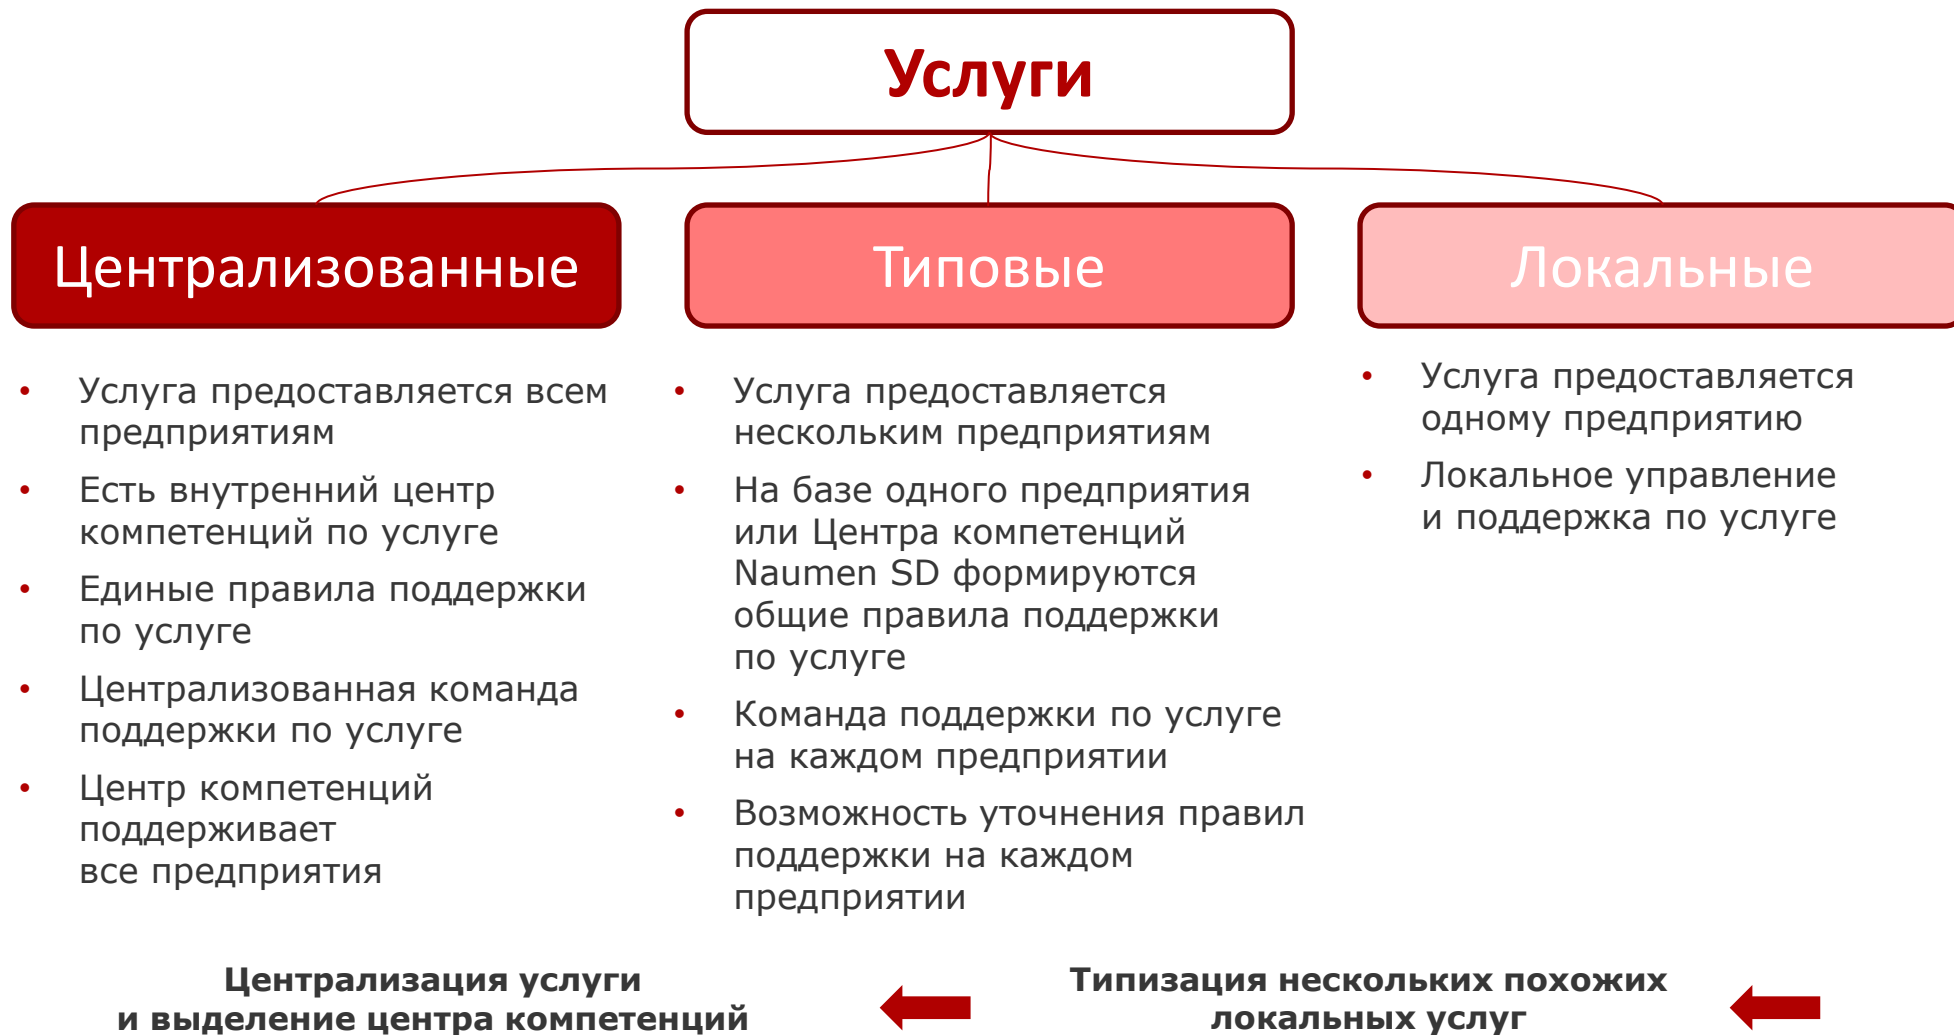 Услуги
Централизованные
Типовые
Локальные
• Услуга предоставляется всем
предприятиям
• Есть внутренний центр
компетенций по услуге
• Единые правила поддержки
по услуге
• Централизованная команда
поддержки по услуге
• Центр компетенций
поддерживает
все предприятия
• Услуга предоставляется
нескольким предприятиям
• На базе одного предприятия
или Центра компетенций
Naumen SD формируются
общие правила поддержки
по услуге
• Команда поддержки по услуге
на каждом предприятии
• Возможность уточнения правил
поддержки на каждом
предприятии
• Услуга предоставляется
одному предприятию
• Локальное управление
и поддержка по услуге
Централизация услуги
и выделение центра компетенций
Типизация нескольких похожих
локальных услуг